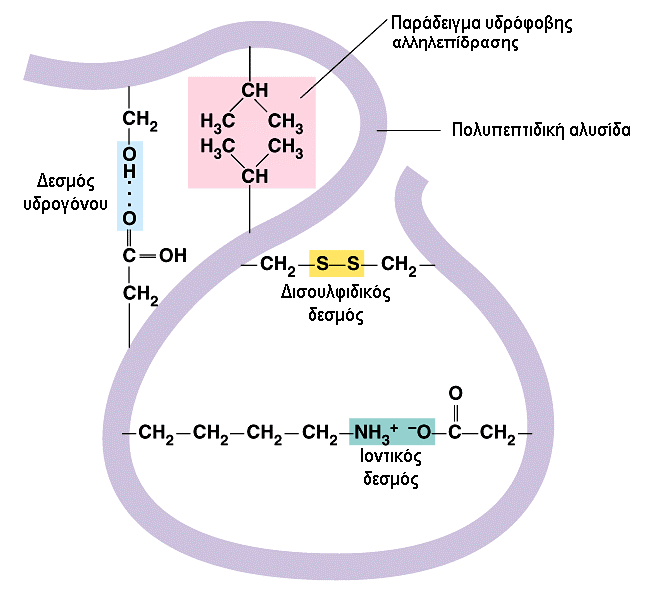 Παράδειγμα υδρόφοβης
αλληλεπίδρασης
CH
CH₂
H₃C CH₃
Πολυπεπτιδική αλυσίδα
H₃C CH₃
O
H
Δεσμός
υδρογόνου
CH
O
C OH
CH₂ S S CH₂
CH₂
Δισουλφιδικός
δεσμός
O
CH₂ CH₂ CH₂ CH₂ NH₃⁺ ⁻O C CH₂
Ιοντικός
δεσμός